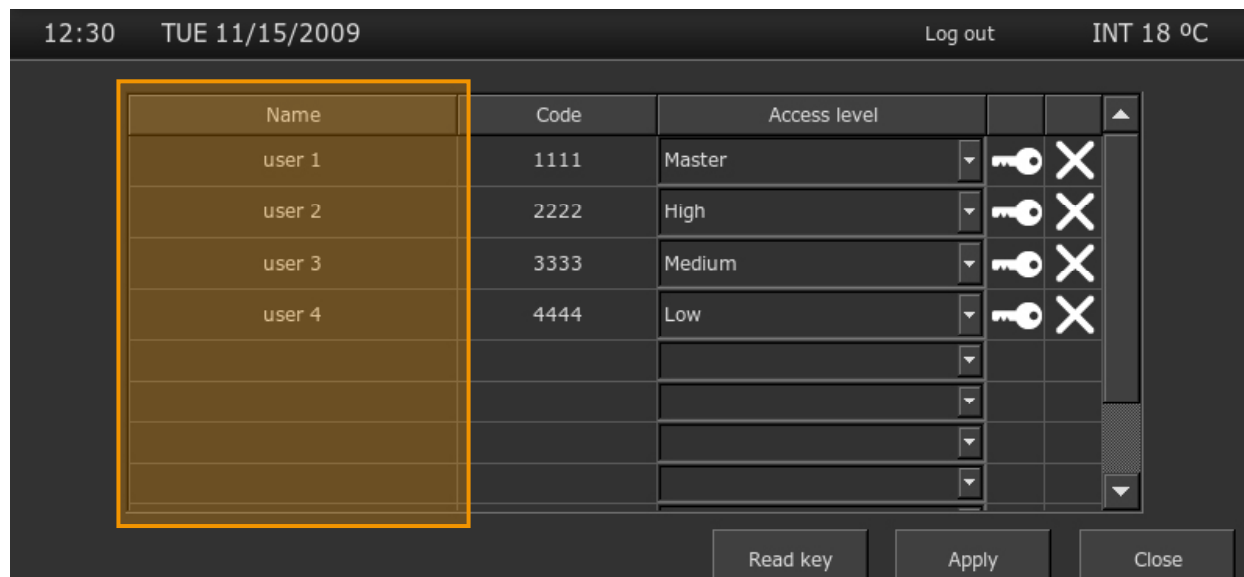 12:30 TUE 11/15/2009 Log out INT 18 ºC
Name Code Access level
user 1 1111 Master
user 2 2222 High
user 3 3333 Medium
user 4 4444 Low
Read key Apply Close